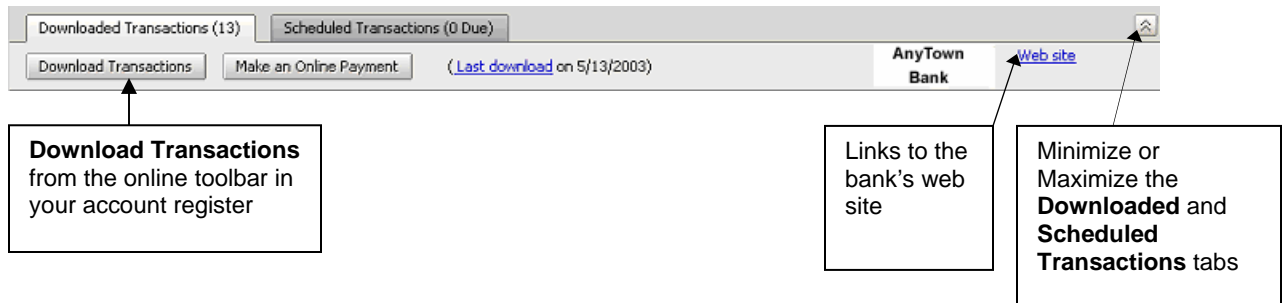 Downloaded Transactions (13) Scheduled Transactions (0 Due)
Download Transactions Make an Online Payment ( Last download on 5/13/2003) AnyTown Web site
Bank
Download Transactions
from the online toolbar in
your account register
Links to the
bank's web
site
Minimize or
Maximize the
Downloaded and
Scheduled
Transactions tabs